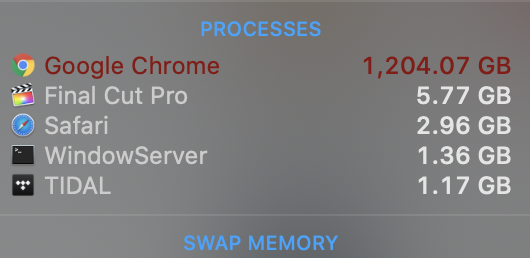 PROCESSES
Google Chrome 1,204.07 GB
Final Cut Pro 5.77 GB
Safari 2.96 GB
WindowServer 1.36 GB
TIDAL 1.17 GB
SWAP MEMORY